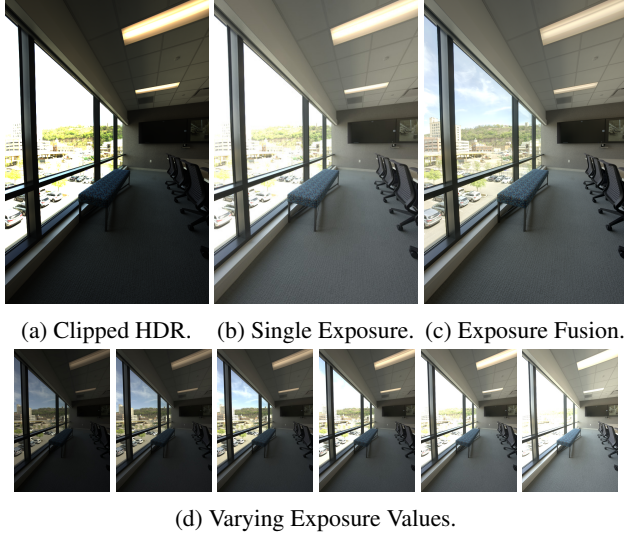 (a) Clipped HDR. (b) Single Exposure. (c) Exposure Fusion.
(d) Varying Exposure Values.